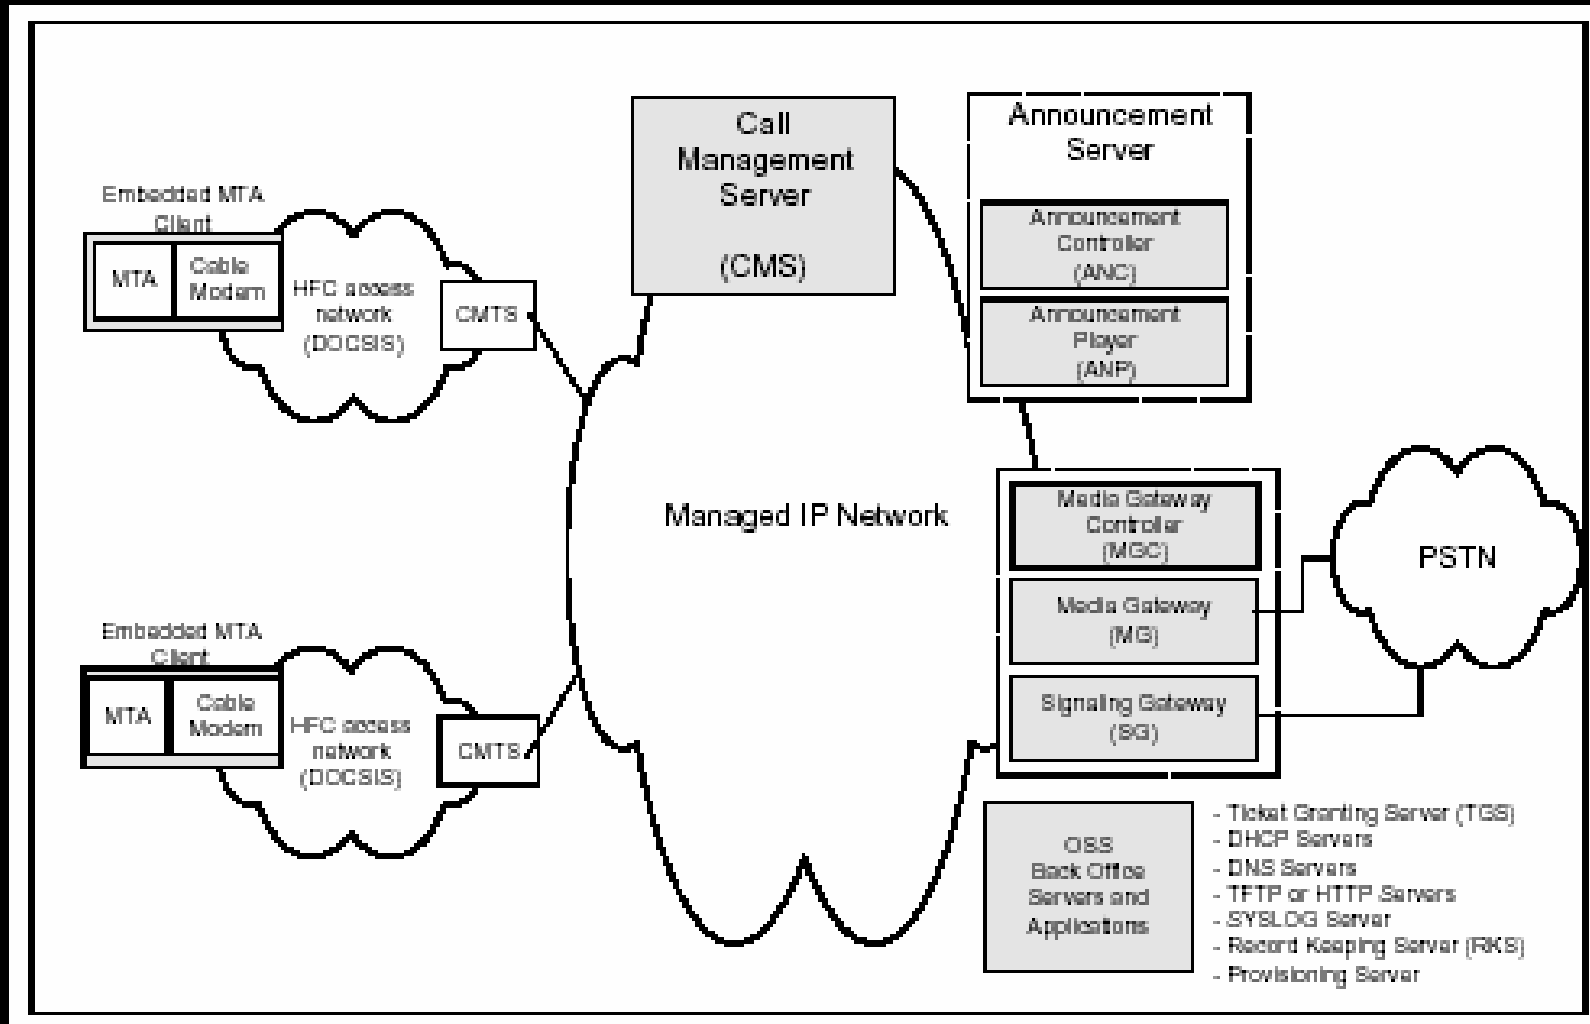 Call
Management
Server
(CMS)
Announcement
Server
Announcement
Controller
(ANC)
Announcement
Player
(ANP)
Embedded MTA
Client
MTA
Cable
Modem
HFC access
network
(DOCSIS)
CMTS
Managed IP Network
Media Gateway
Controller
(MGC)
Media Gateway
(MG)
Signaling Gateway
(SG)
PSTN
Embedded MTA
Client
MTA
Cable
Modem
HFC access
network
(DOCSIS)
CMTS
OSS
Back Office
Servers and
Applications
- Ticket Granting Server (TGS)
- DHCP Servers
- DNS Servers
- TFTP or HTTP Servers
- SYSLOG Server
- Record Keeping Server (RKS)
- Provisioning Server